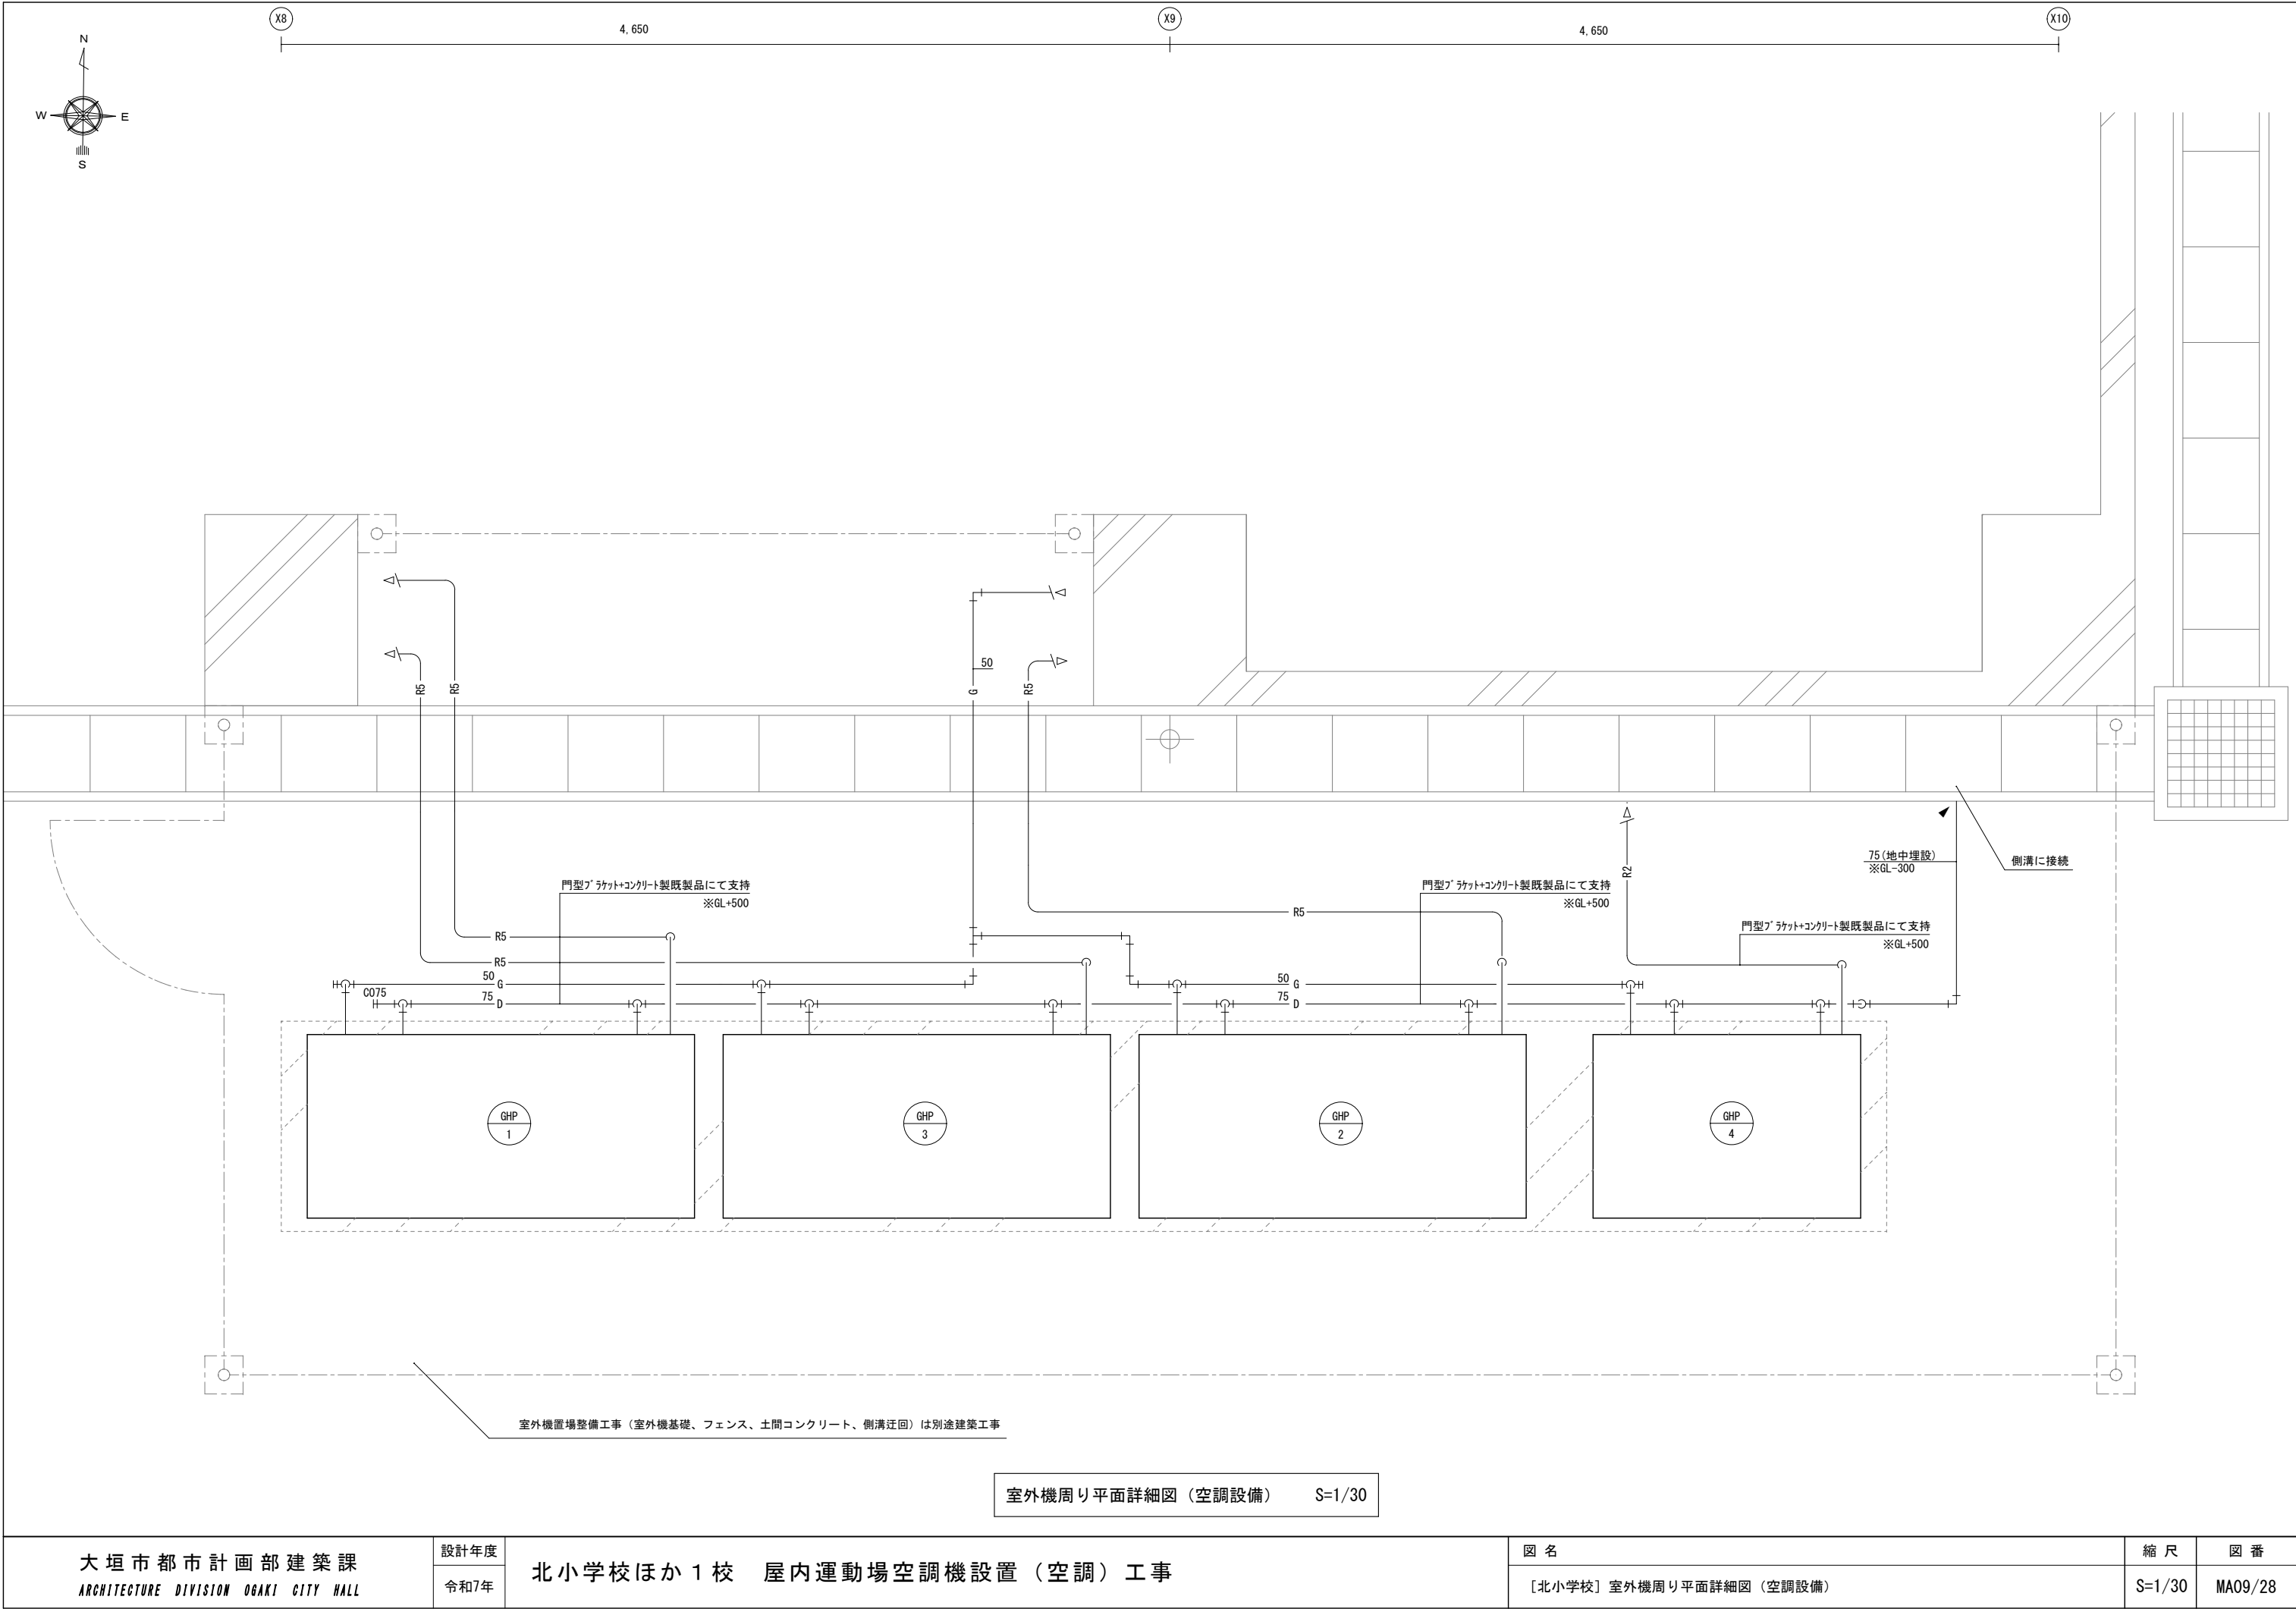 X8
X9
X10
4,650
4,650
N
W
E
S
50
R5
R5
G
R5
75(地中埋設)
※GL-300
側溝に接続
R2
門型ﾌﾞﾗｹｯﾄ+ｺﾝｸﾘｰﾄ製既製品にて支持
※GL+500
門型ﾌﾞﾗｹｯﾄ+ｺﾝｸﾘｰﾄ製既製品にて支持
※GL+500
門型ﾌﾞﾗｹｯﾄ+ｺﾝｸﾘｰﾄ製既製品にて支持
※GL+500
R5
R5
R5
50
G
CO75
75
D
50
G
75
D
GHP
1
GHP
3
GHP
2
GHP
4
室外機置場整備工事（室外機基礎、フェンス、土間コンクリート、側溝迂回）は別途建築工事
室外機周り平面詳細図（空調設備） S=1/30
大垣市都市計画部建築課
ARCHITECTURE DIVISION OGAKI CITY HALL
設計年度
令和7年
北小学校ほか１校 屋内運動場空調機設置（空調）工事
図 名
［北小学校］室外機周り平面詳細図（空調設備）
縮 尺
S=1/30
図 番
MA09/28